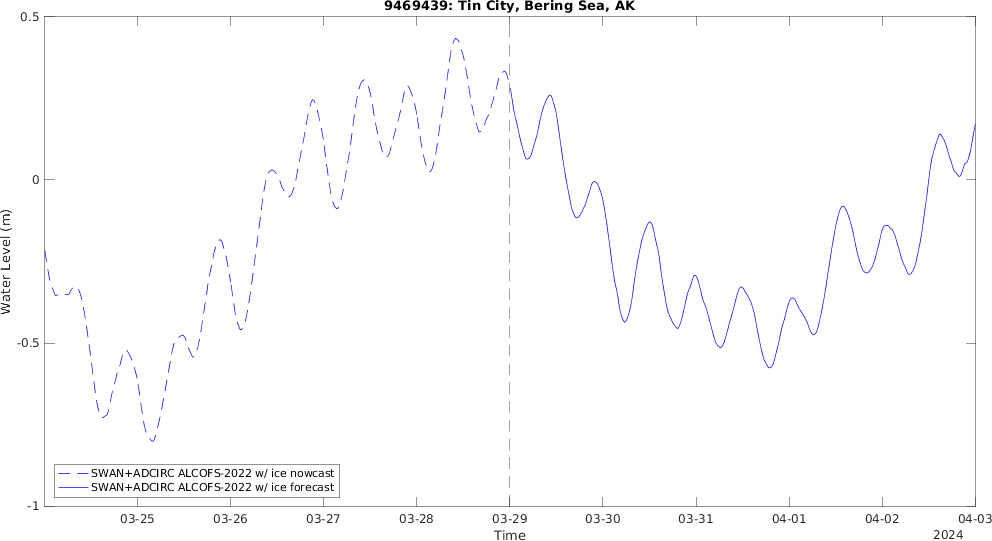 9469439: Tin City, Bering Sea, AK
0.5
0
-0.5
-1
Water Level (m)
SWAN+ADCIRC ALCOFS-2022 w/ ice nowcast
SWAN+ADCIRC ALCOFS-2022 w/ ice forecast
03-25 03-26 03-27 03-28 03-29 03-30 03-31 04-01 04-02 04-03
Time
2024